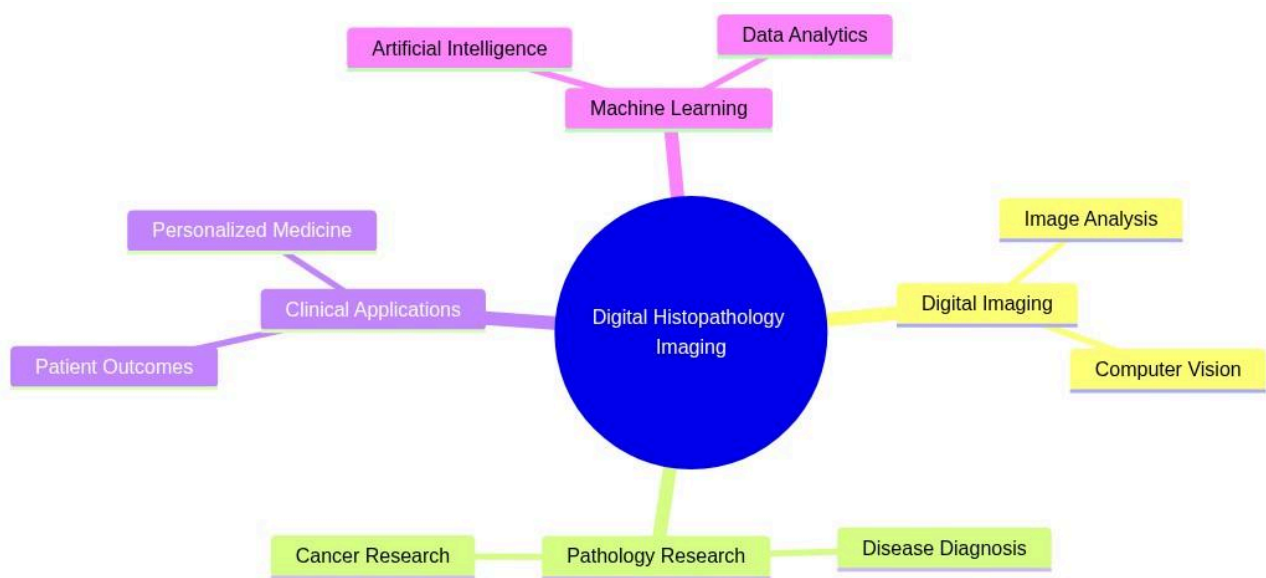 Data Analytics
Artificial Intelligence
Machine Learning
Image Analysis
Personalized Medicine
Digital Imaging
Clinical Applications
Digital Histopathology
Imaging
Patient Outcomes
Computer Vision
Disease Diagnosis
Cancer Research
Pathology Research